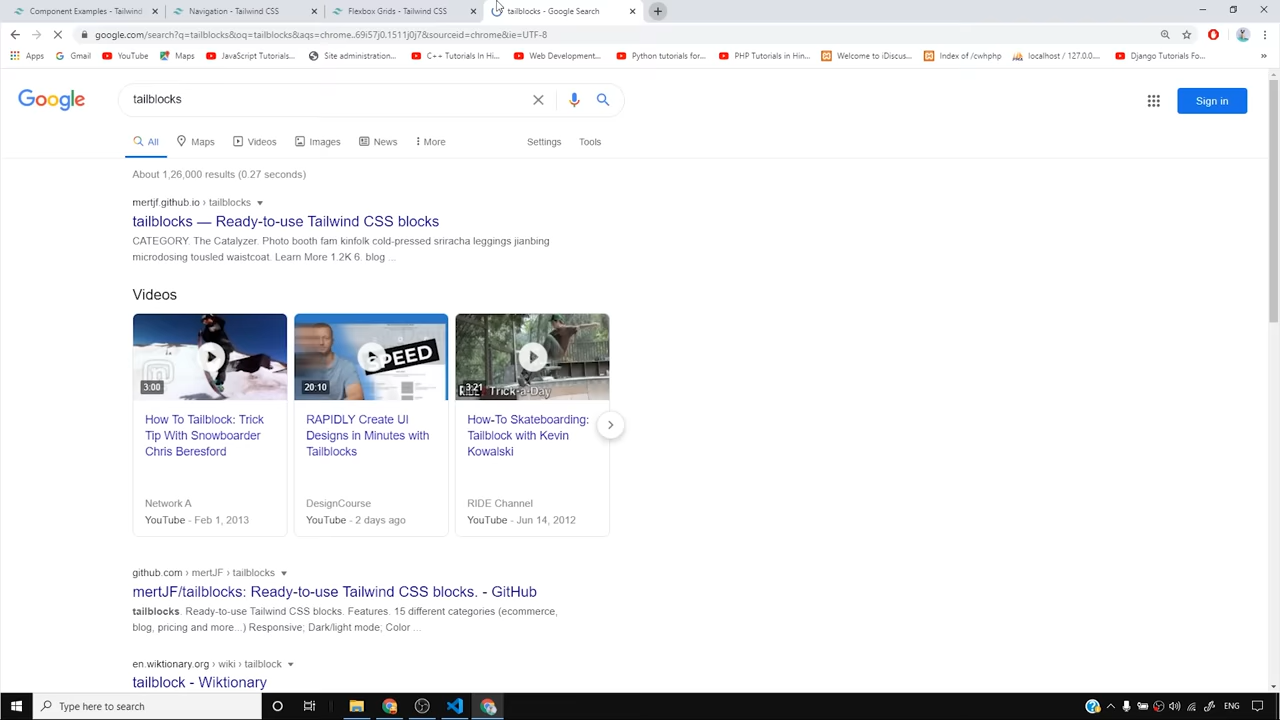 Component Examples - Tailwind
Navigation - Tailwind CSS
Flexbox Grids - Tailwind CSS
tailblocks - Google Search
google.com/search?q=tailblocks&oq=tailblocks&aqs=chrome..69i57j0.1511j0j7&sourceid=chrome&ie=UTF-8
Apps
Gmail
YouTube
Maps
JavaScript Tutorials...
Site administration...
C++ Tutorials In Hi...
Web Development...
Python tutorials for...
PHP Tutorials in Hin...
Welcome to iDiscus...
Index of /cwhphp
localhost / 127.0.0....
Django Tutorials Fo...
Google
tailblocks
Sign in
All
Maps
Videos
Images
News
More
Settings
Tools
About 1,26,000 results (0.27 seconds)
mertjf.github.io › tailblocks
tailblocks — Ready-to-use Tailwind CSS blocks
CATEGORY. The Catalyzer. Photo booth fam kinfolk cold-pressed sriracha leggings jianbing
microdosing tousled waistcoat. Learn More 1.2K 6. blog ...
Videos
3:00
SPEED
20:10
3:21
Trick-a-Day
How To Tailblock: Trick
Tip With Snowboarder
Chris Beresford
Network A
YouTube - Feb 1, 2013
RAPIDLY Create UI
Designs in Minutes with
Tailblocks
DesignCourse
YouTube - 2 days ago
How-To Skateboarding:
Tailblock with Kevin
Kowalski
RIDE Channel
YouTube - Jun 14, 2012
github.com › mertJF › tailblocks
mertJF/tailblocks: Ready-to-use Tailwind CSS blocks. - GitHub
tailblocks. Ready-to-use Tailwind CSS blocks. Features. 15 different categories (ecommerce,
blog, pricing and more...) Responsive; Dark/light mode; Color ...
en.wiktionary.org › wiki › tailblock
tailblock - Wiktionary
Type here to search
ENG